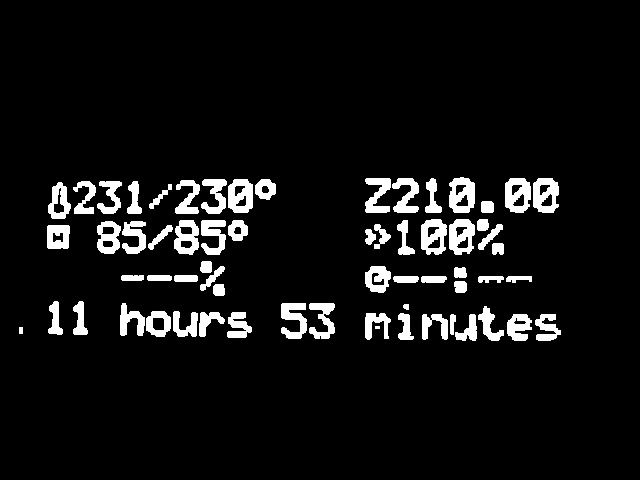 231/230° Z210.00
85/85° 100%
---% --:--
. 11 hours 53 minutes